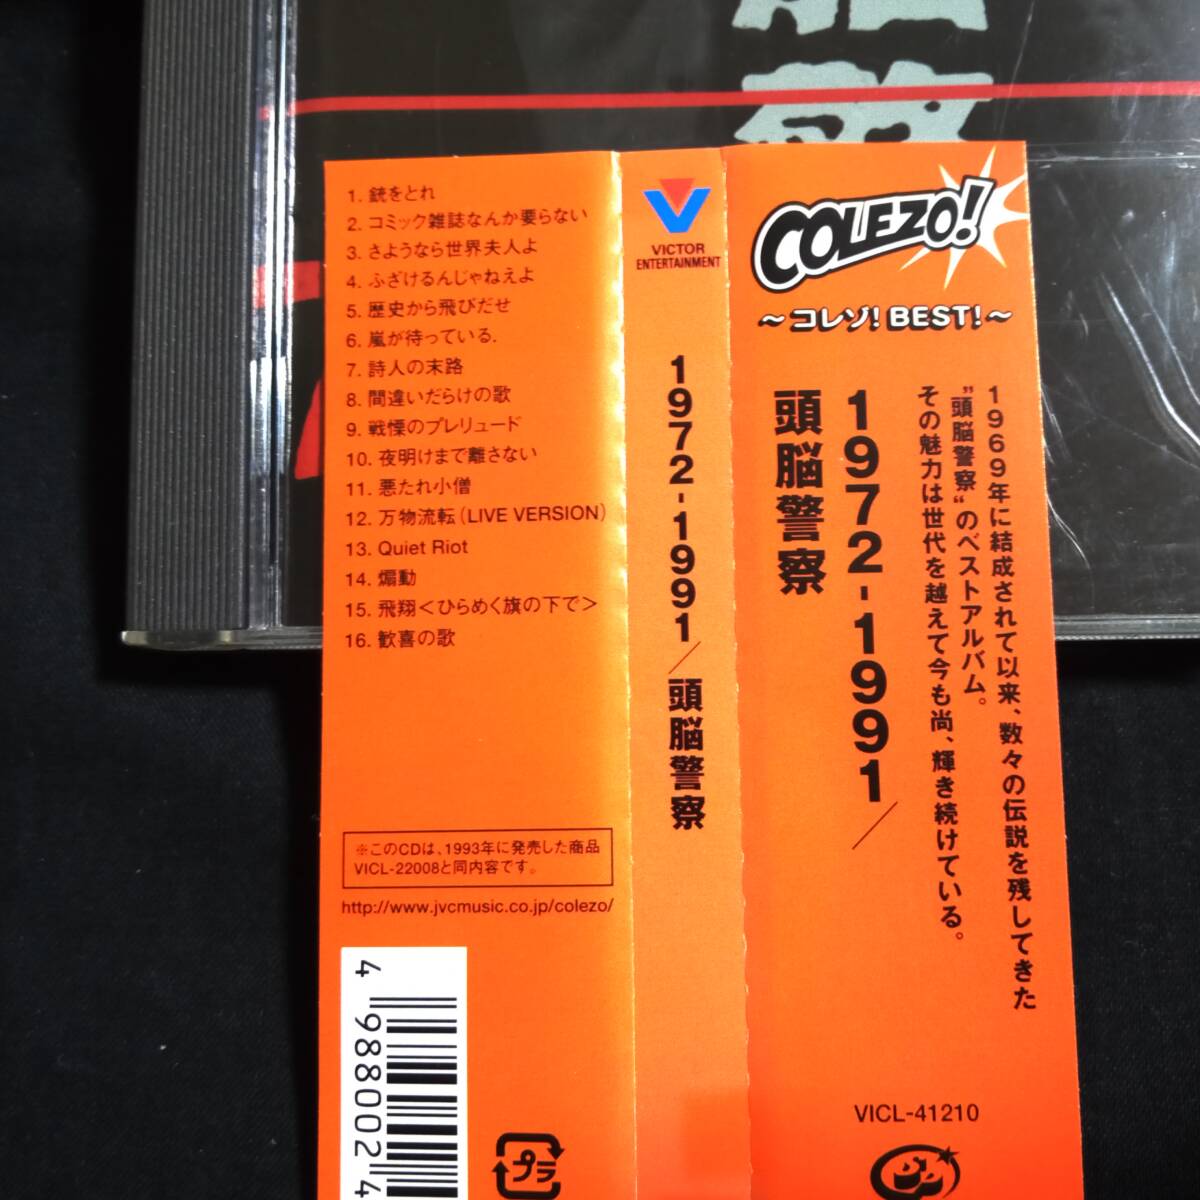 脳
警
1. 銃をとれ
2. コミック雑誌なんか要らない
3. さようなら世界夫人よ
4. ふざけるんじゃねえよ
5. 歴史から飛びだせ
6. 嵐が待っている.
7. 詩人の末路
8. 間違いだらけの歌
9. 戦慄のプレリュード
10. 夜明けまで離さない
11. 悪たれ小僧
12. 万物流転(LIVE VERSION)
13. Quiet Riot
14. 煽動
15. 飛翔<ひらめく旗の下で>
16. 歓喜の歌
※このCDは、1993年に発売した商品
VICL-22008と同内容です。
http://www.jvcmusic.co.jp/colezo/
4 988002 4
プラ
VICTOR
ENTERTAINMENT
1972-1991/頭脳警察
COLEZO!
~コレゾ! BEST!~
1969年に結成されて以来、数々の伝説を残してきた
"頭脳警察"のベストアルバム。
その魅力は世代を越えて今も尚、輝き続けている。
1972-1991/
頭脳警察
VICL-41210